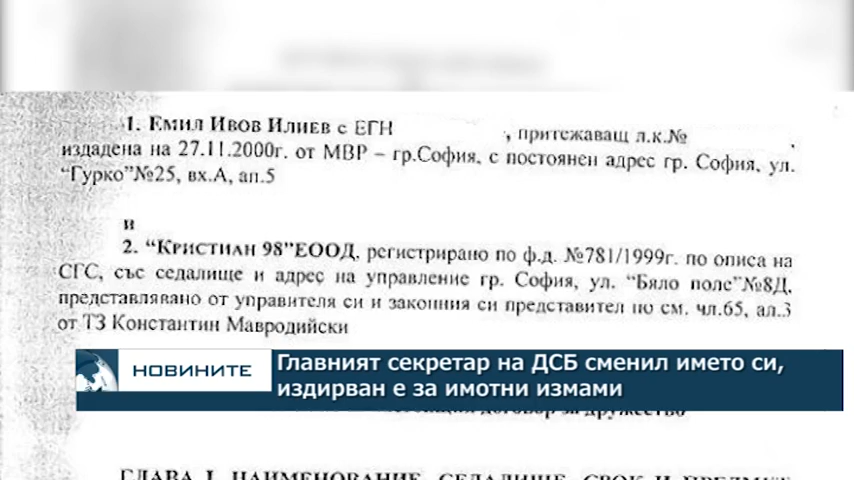 1. Емил Ивов Илиев с ЕГН , притежаващ л.к.№ ,
издадена на 27.11.2000г. от МВР – гр.София, с постоянен адрес гр. София, ул.
“Гурко”№25, вх.А, ап.5
и
2. “Кристиан 98”ЕООД, регистрирано по ф.д. №781/1999г. по описа на
СГС, със седалище и адрес на управление гр. София, ул. “Бяло поле”№8Д,
представлявано от управителя си и законния си представител по см. чл.65, ал.3
от ТЗ Константин Мавродийски
НОВИНИТЕ
Главният секретар на ДСБ сменил името си,
издирван е за имотни измами
договор за дружество
ГЛАВА I. НАИМЕНОВАНИЕ, СЕДАЛИЩЕ, СРОК И